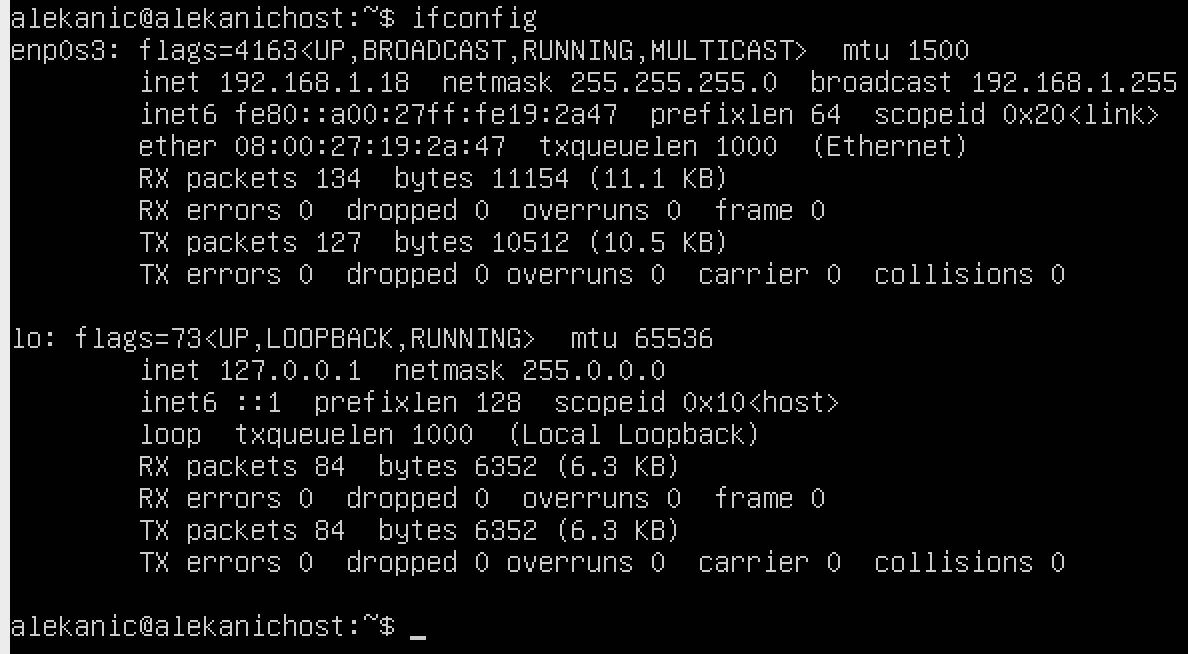 alekanic@alekanichost:~$ ifconfig
enp0s3: flags=4163<UP,BROADCAST,RUNNING,MULTICAST>  mtu 1500
        inet 192.168.1.18  netmask 255.255.255.0  broadcast 192.168.1.255
        inet6 fe80::a00:27ff:fe19:2a47  prefixlen 64  scopeid 0x20<link>
        ether 08:00:27:19:2a:47  txqueuelen 1000  (Ethernet)
        RX packets 134  bytes 11154 (11.1 KB)
        RX errors 0  dropped 0  overruns 0  frame 0
        TX packets 127  bytes 10512 (10.5 KB)
        TX errors 0  dropped 0 overruns 0  carrier 0  collisions 0

lo: flags=73<UP,LOOPBACK,RUNNING>  mtu 65536
        inet 127.0.0.1  netmask 255.0.0.0
        inet6 ::1  prefixlen 128  scopeid 0x10<host>
        loop  txqueuelen 1000  (Local Loopback)
        RX packets 84  bytes 6352 (6.3 KB)
        RX errors 0  dropped 0  overruns 0  frame 0
        TX packets 84  bytes 6352 (6.3 KB)
        TX errors 0  dropped 0 overruns 0  carrier 0  collisions 0

alekanic@alekanichost:~$ _